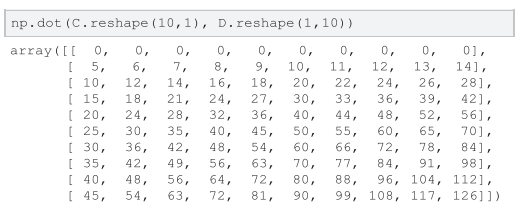 np.dot(C.reshape(10,1), D.reshape(1,10))
array([[  0,   0,   0,   0,   0,   0,   0,   0,   0,   0],
       [  5,   6,   7,   8,   9,  10,  11,  12,  13,  14],
       [ 10,  12,  14,  16,  18,  20,  22,  24,  26,  28],
       [ 15,  18,  21,  24,  27,  30,  33,  36,  39,  42],
       [ 20,  24,  28,  32,  36,  40,  44,  48,  52,  56],
       [ 25,  30,  35,  40,  45,  50,  55,  60,  65,  70],
       [ 30,  36,  42,  48,  54,  60,  66,  72,  78,  84],
       [ 35,  42,  49,  56,  63,  70,  77,  84,  91,  98],
       [ 40,  48,  56,  64,  72,  80,  88,  96, 104, 112],
       [ 45,  54,  63,  72,  81,  90,  99, 108, 117, 126]])